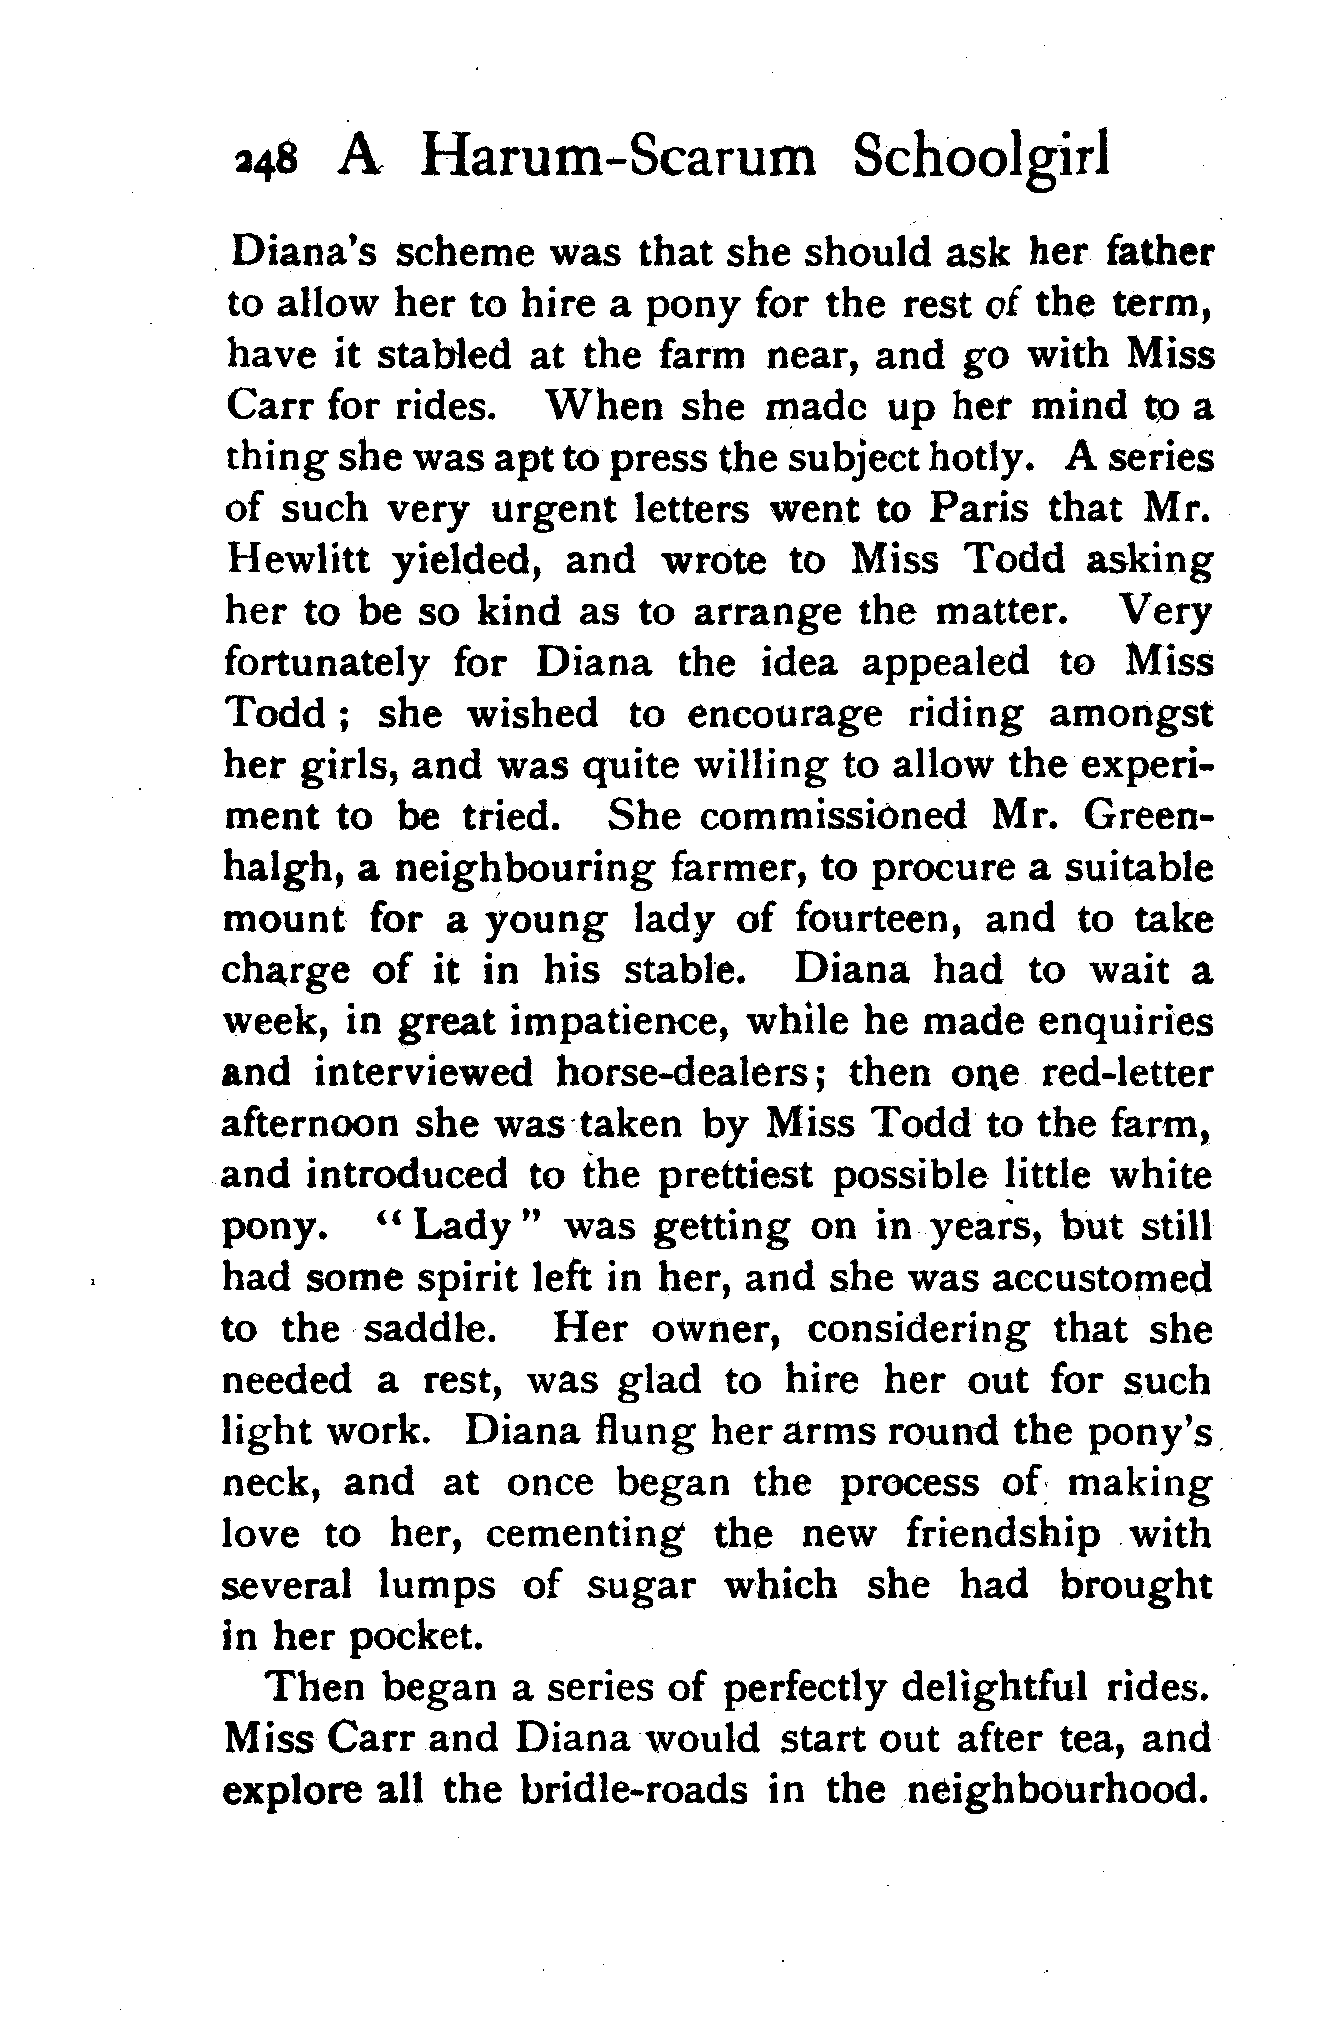 248 A Harum-Scarum Schoolgirl
Diana's scheme was that she should ask her father
to allow her to hire a pony for the rest of the term,
have it stabled at the farm near, and go with Miss
Carr for rides. When she made up her mind to a
thing she was apt to press the subject hotly. A series
of such very urgent letters went to Paris that Mr.
Hewlitt yielded, and wrote to Miss Todd asking
her to be so kind as to arrange the matter. Very
fortunately for Diana the idea appealed to Miss
Todd ; she wished to encourage riding amongst
her girls, and was quite willing to allow the experi-
ment to be tried. She commissioned Mr. Green-
halgh, a neighbouring farmer, to procure a suitable
mount for a young lady of fourteen, and to take
charge of it in his stable. Diana had to wait a
week, in great impatience, while he made enquiries
and interviewed horse-dealers; then one red-letter
afternoon she was taken by Miss Todd to the farm,
and introduced to the prettiest possible little white
pony. “ Lady ” was getting on in years, but still
had some spirit left in her, and she was accustomed
to the saddle. Her owner, considering that she
needed a rest, was glad to hire her out for such
light work. Diana flung her arms round the pony's
neck, and at once began the process of making
love to her, cementing the new friendship with
several lumps of sugar which she had brought
in her pocket.
Then began a series of perfectly delightful rides.
Miss Carr and Diana would start out after tea, and
explore all the bridle-roads in the neighbourhood.